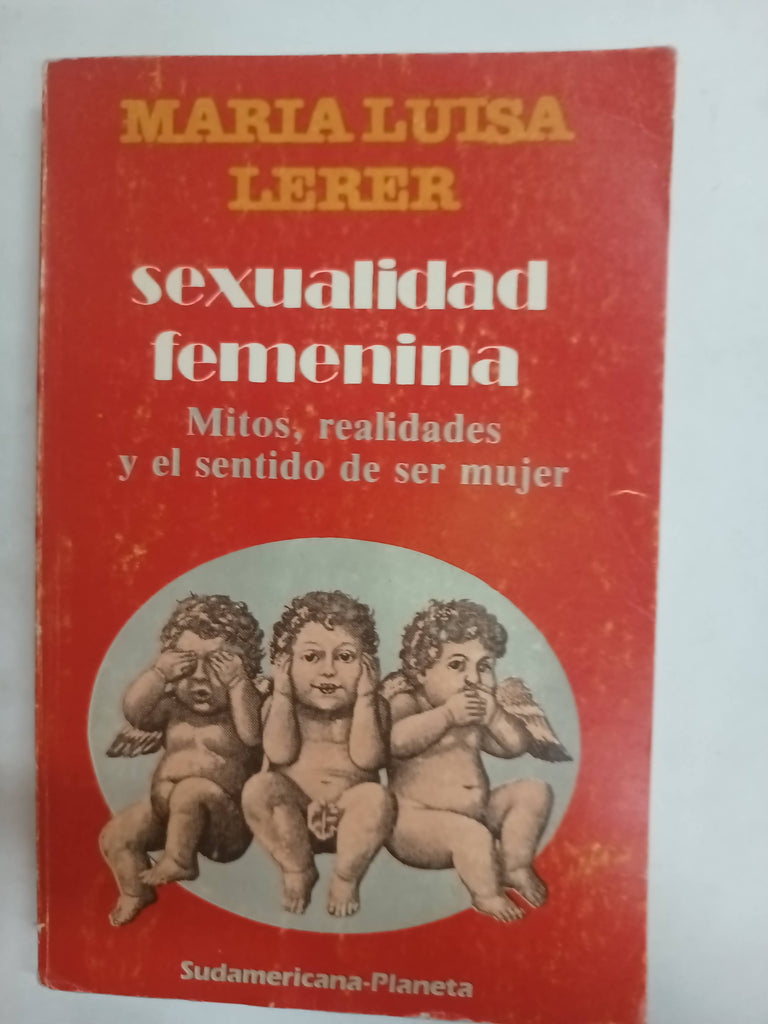 MARIA LUISA
LERER
sexualidad
femenina
Mitos, realidades
y el sentido de ser mujer
Sudamericana-Planeta